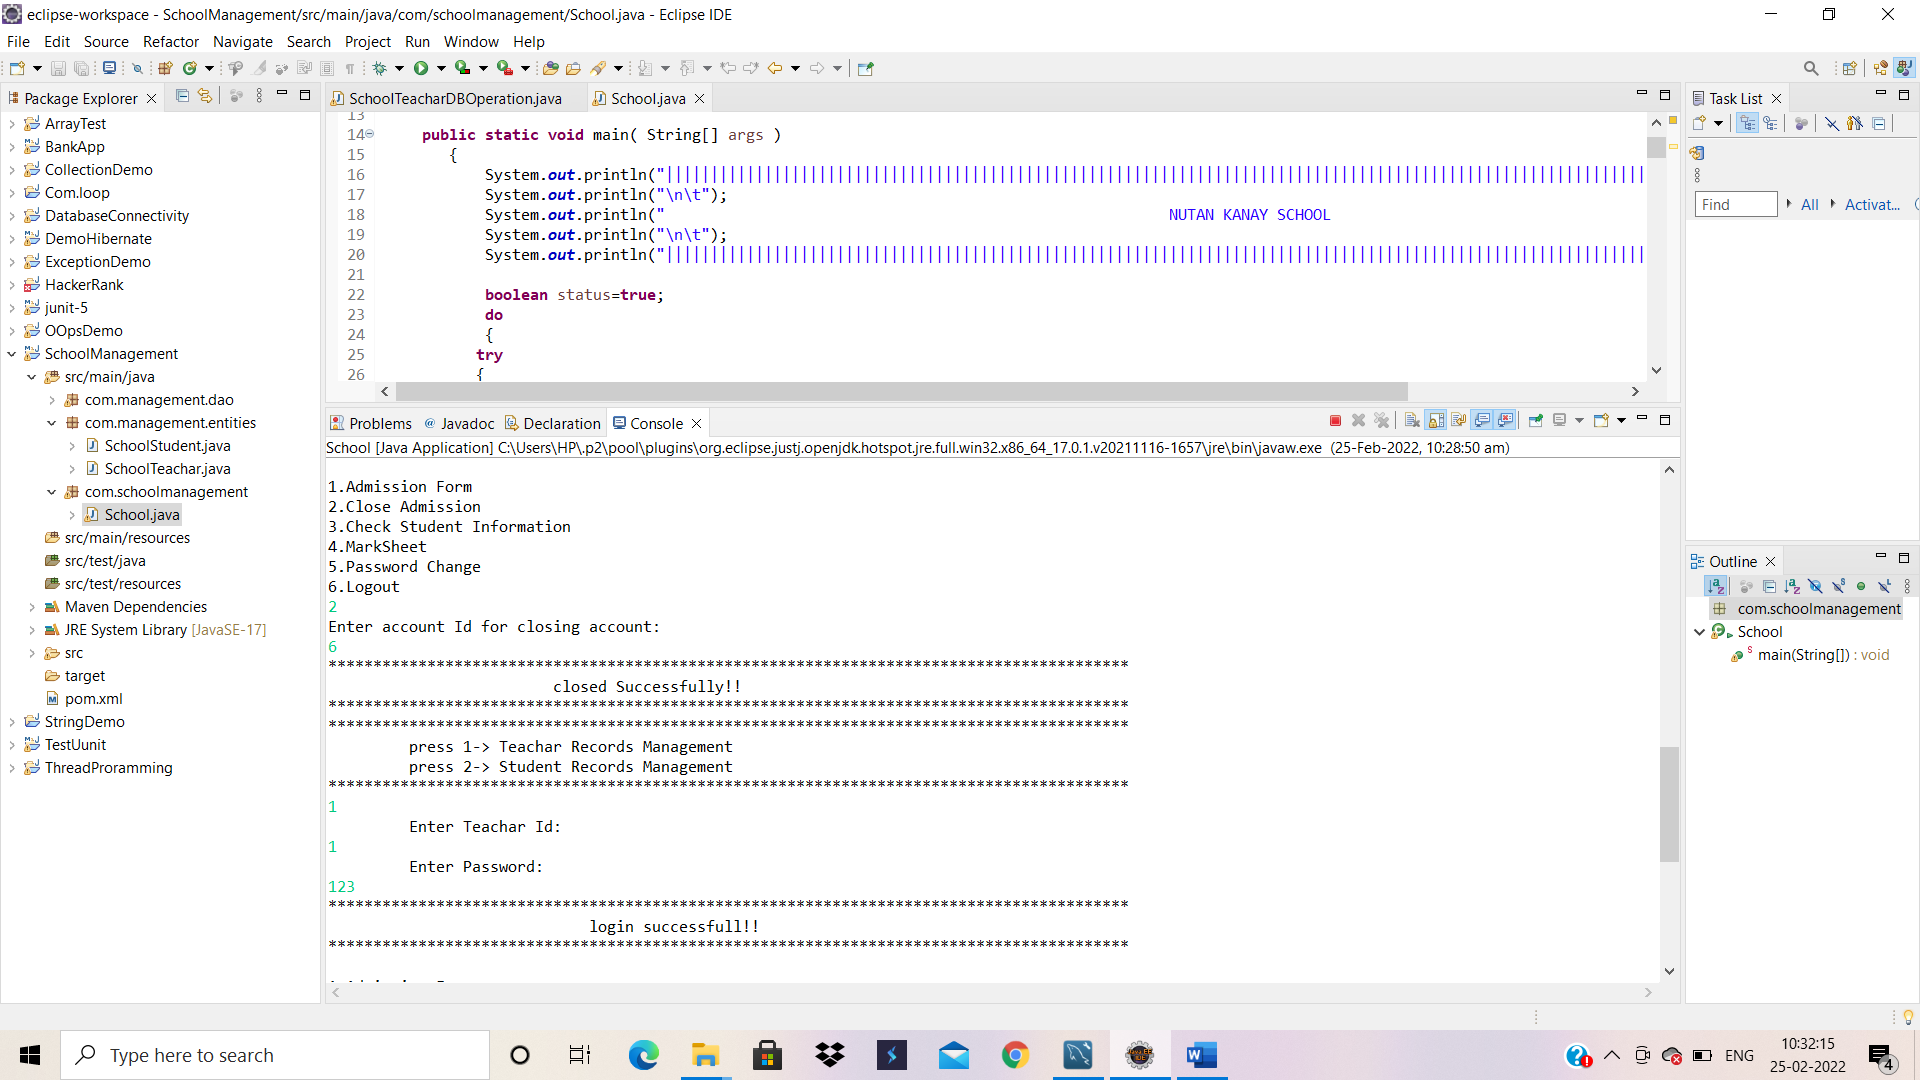 eclipse-workspace - SchoolManagement/src/main/java/com/schoolmanagement/School.java - Eclipse IDE
File Edit Source Refactor Navigate Search Project Run Window Help
Package Explorer
ArrayTest
BankApp
CollectionDemo
Com.loop
DatabaseConnectivity
DemoHibernate
ExceptionDemo
HackerRank
junit-5
OOpsDemo
SchoolManagement
src/main/java
com.management.dao
com.management.entities
SchoolStudent.java
SchoolTeachar.java
com.schoolmanagement
School.java
src/main/resources
src/test/java
src/test/resources
Maven Dependencies
JRE System Library [JavaSE-17]
src
target
pom.xml
StringDemo
TestUunit
ThreadProramming
SchoolTeacharDBOperation.java School.java
13
14 public static void main( String[] args )
15 {
16 System.out.println("||||||||||||||||||||||||||||||||||||||||||||||||||||||||||||||||||||||||||||||||||||||||||||||||||||||||||||||
17 System.out.println("\n\t");
18 System.out.println(" NUTAN KANAY SCHOOL
19 System.out.println("\n\t");
20 System.out.println("||||||||||||||||||||||||||||||||||||||||||||||||||||||||||||||||||||||||||||||||||||||||||||||||||||||||||||||
21
22 boolean status=true;
23 do
24 {
25 try
26 {
Problems Javadoc Declaration Console
School [Java Application] C:\Users\HP\.p2\pool\plugins\org.eclipse.justj.openjdk.hotspot.jre.full.win32.x86_64_17.0.1.v20211116-1657\jre\bin\javaw.exe (25-Feb-2022, 10:28:50 am)
1.Admission Form
2.Close Admission
3.Check Student Information
4.MarkSheet
5.Password Change
6.Logout
2
Enter account Id for closing account:
6
*****************************************************************************************
closed Successfully!!
*****************************************************************************************
*****************************************************************************************
press 1-> Teachar Records Management
press 2-> Student Records Management
*****************************************************************************************
1
Enter Teachar Id:
1
Enter Password:
123
*****************************************************************************************
login successfull!!
*****************************************************************************************
Task List
Find All Activat...
Outline
com.schoolmanagement
School
main(String[]) : void
Type here to search
ENG
10:32:15
25-02-2022
4